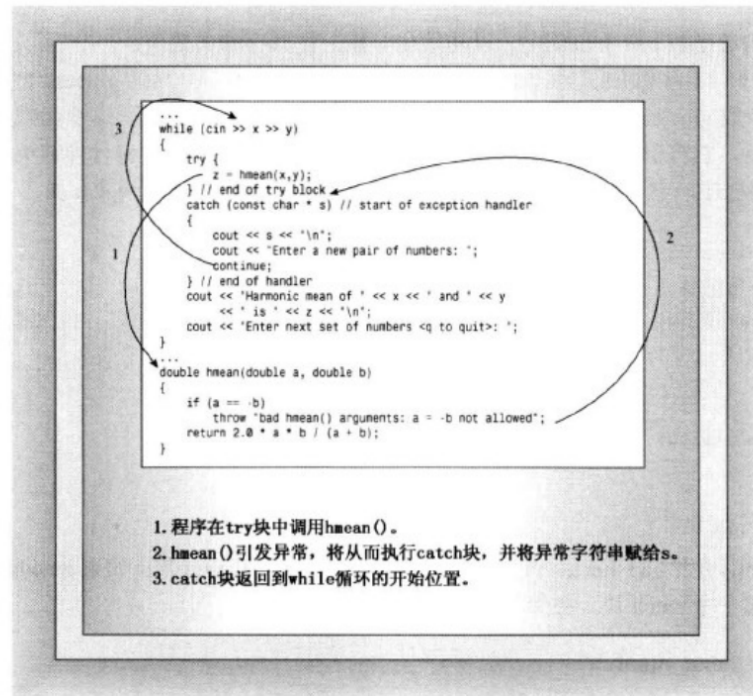 ...
while (cin >> x >> y)
{
    try {
        z = hmean(x,y);
    } // end of try block
    catch (const char * s) // start of exception handler
    {
        cout << s << "\n";
        cout << "Enter a new pair of numbers: ";
        continue;
    } // end of handler
    cout << "Harmonic mean of " << x << " and " << y
         << " is " << z << "\n";
    cout << "Enter next set of numbers <q to quit>: ";
}
...
double hmean(double a, double b)
{
    if (a == -b)
        throw "bad hmean() arguments: a = -b not allowed";
    return 2.0 * a * b / (a + b);
}
3
1
2
1.程序在try块中调用hmean()。
2.hmean()引发异常，将从而执行catch块，并将异常字符串赋给s。
3.catch块返回到while循环的开始位置。